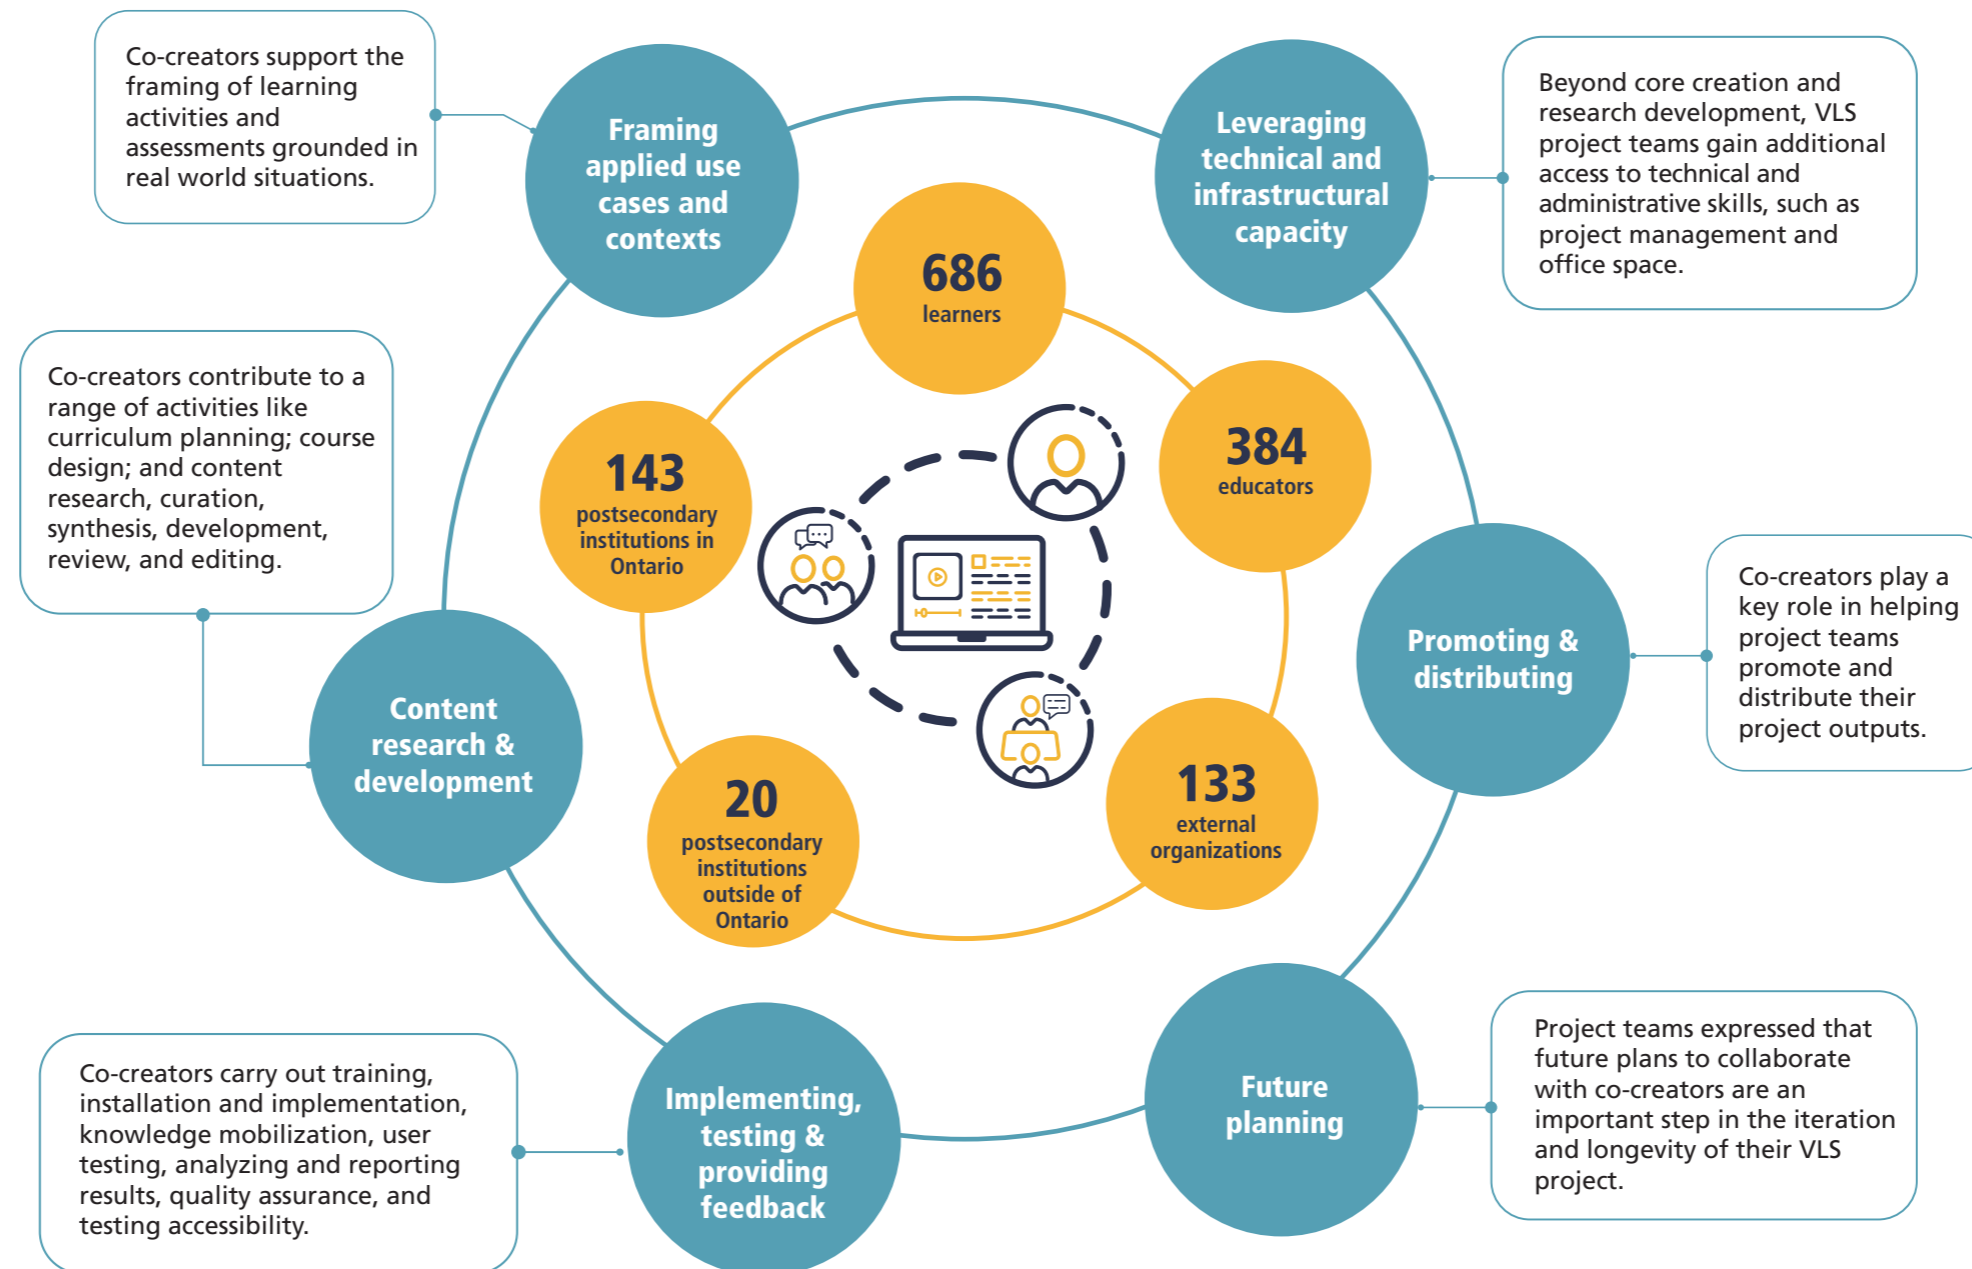 Co-creators support the
framing of learning
activities and
assessments grounded in
real world situations.
Framing
applied use
cases and
contexts
Leveraging
technical and
infrastructural
capacity
Beyond core creation and
research development, VLS
project teams gain additional
access to technical and
administrative skills, such as
project management and
office space.
686
learners
Co-creators contribute to a
range of activities like
curriculum planning; course
design; and content
research, curation,
synthesis, development,
review, and editing.
143
postsecondary
institutions in
Ontario
384
educators
Content
research &
development
Promoting &
distributing
Co-creators play a
key role in helping
project teams
promote and
distribute their
project outputs.
20
postsecondary
institutions
outside of
Ontario
133
external
organizations
Co-creators carry out training,
installation and implementation,
knowledge mobilization, user
testing, analyzing and reporting
results, quality assurance, and
testing accessibility.
Implementing,
testing &
providing
feedback
Future
planning
Project teams expressed that
future plans to collaborate
with co-creators are an
important step in the iteration
and longevity of their VLS
project.